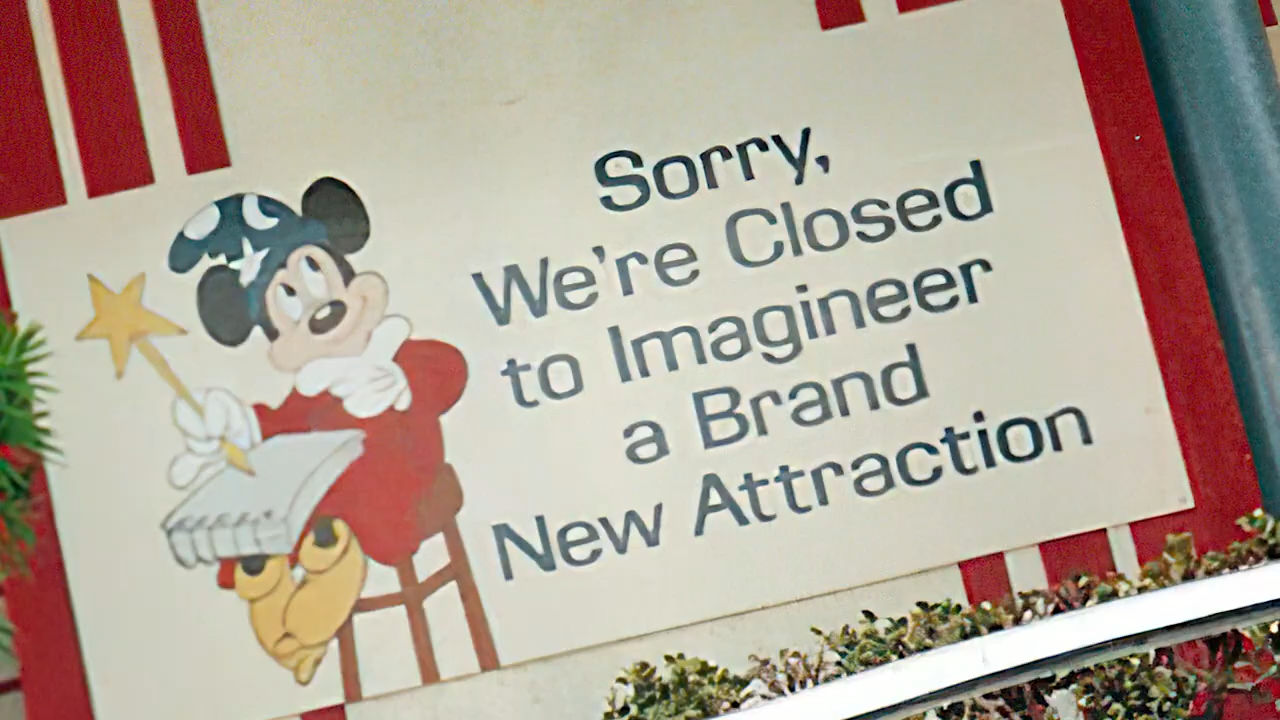 Sorry,
We're Closed
to Imagineer
a Brand
New Attraction